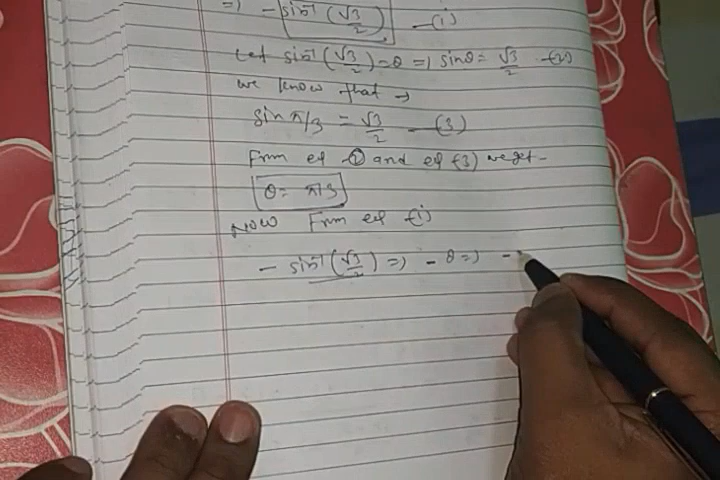 =) - sin⁻¹(√3/2) -(i)
Let sin⁻¹(√3/2)=θ =) sinθ= √3/2 -(2)
we know that →
sin π/3 = √3/2 -(3)
From eq ② and eq (3) we get-
θ= π/3
Now From eq (i)
- sin⁻¹(√3/2) =) - θ =) -